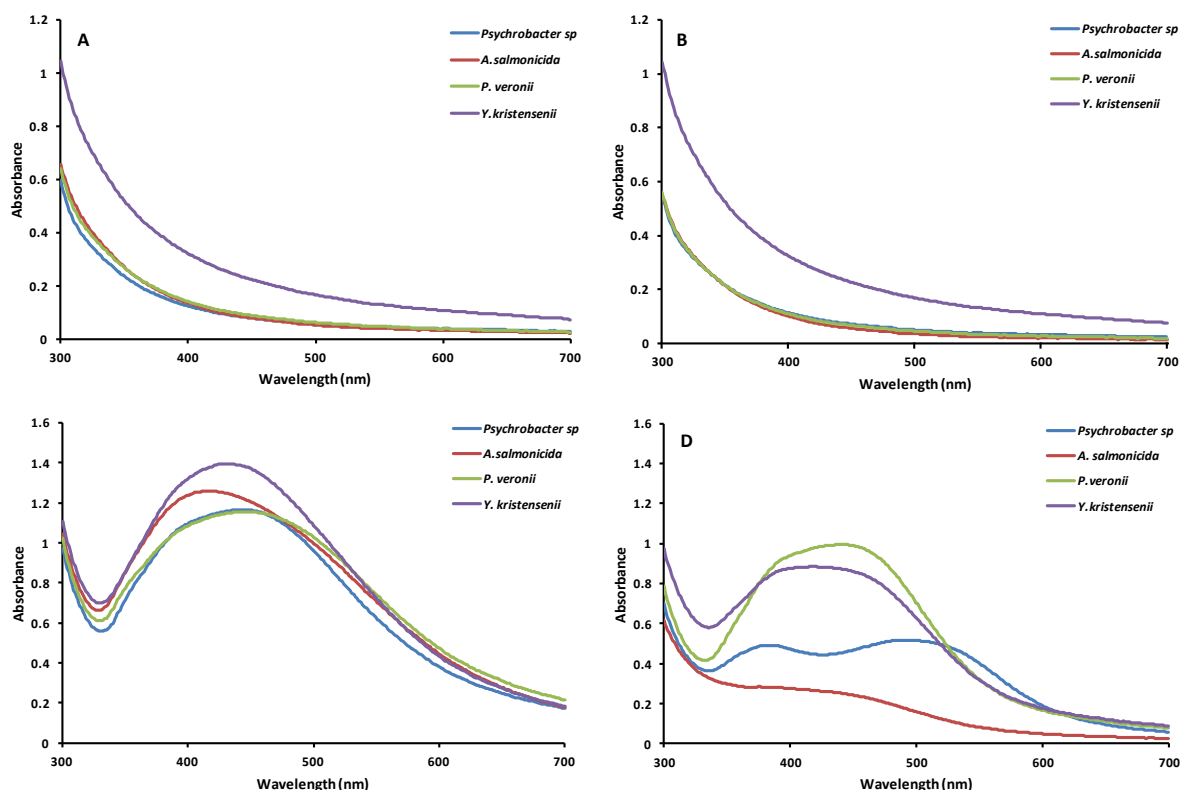 A
1.2
1
0.8
0.6
0.4
0.2
0
Absorbance
300 400 500 600 700
Wavelength (nm)
Psychrobacter sp
A.salmonicida
P. veronii
Y.kristensenii
B
1.2
1
0.8
0.6
0.4
0.2
0
Absorbance
300 400 500 600 700
Wavelength (nm)
Psychrobacter sp
A.salmonicida
P. veronii
Y.kristensenii
1.6
1.4
1.2
1
0.8
0.6
0.4
0.2
0
Absorbance
300 400 500 600 700
Wavelength (nm)
Psychrobacter sp
A.salmonicida
P. veronii
Y. kristensenii
D
1.6
1.4
1.2
1
0.8
0.6
0.4
0.2
0
Absorbance
300 400 500 600 700
Wavelength (nm)
Psychrobacter sp
A. salmonicida
P.veronii
Y. kristensenii